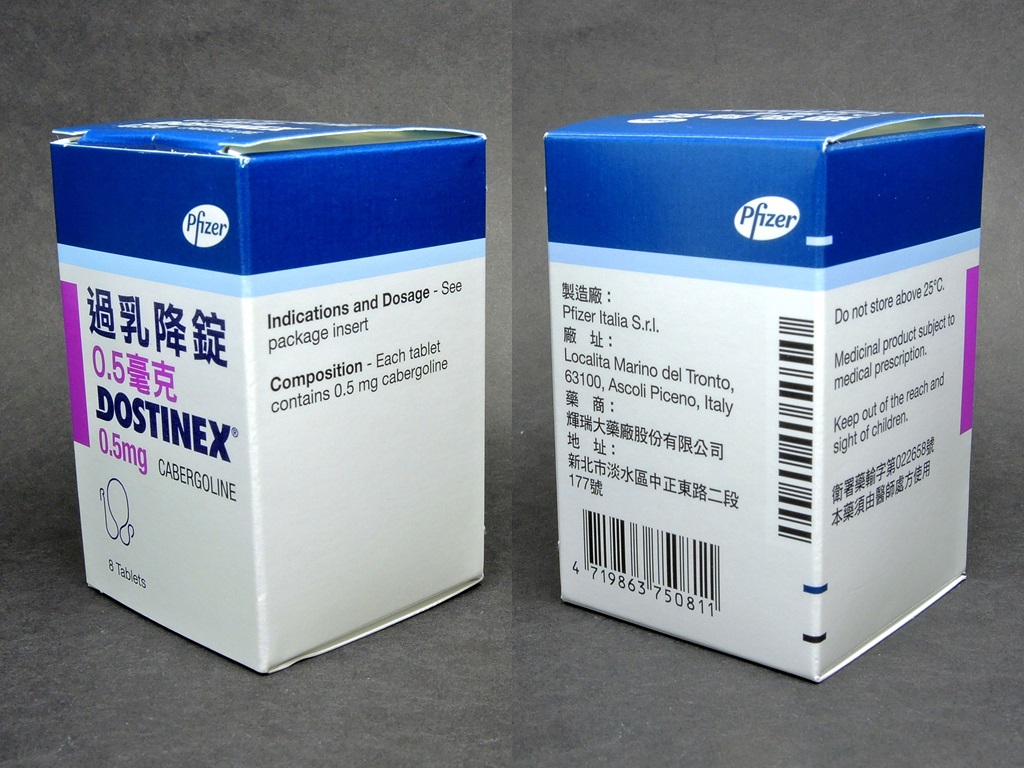 Pfizer
過乳降錠
0.5毫克
DOSTINEX®
0.5mg
CABERGOLINE
8 Tablets
Indications and Dosage - See
package insert
Composition - Each tablet
contains 0.5 mg cabergoline
Pfizer
製造廠：
Pfizer Italia S.r.l.
廠 址：
Localita Marino del Tronto,
63100, Ascoli Piceno, Italy
藥 商：
輝瑞大藥廠股份有限公司
地 址：
新北市淡水區中正東路二段
177號
4 719863 750811
Do not store above 25°C.
Medicinal product subject to
medical prescription.
Keep out of the reach and
sight of children.
衛署藥輸字第022658號
本藥須由醫師處方使用